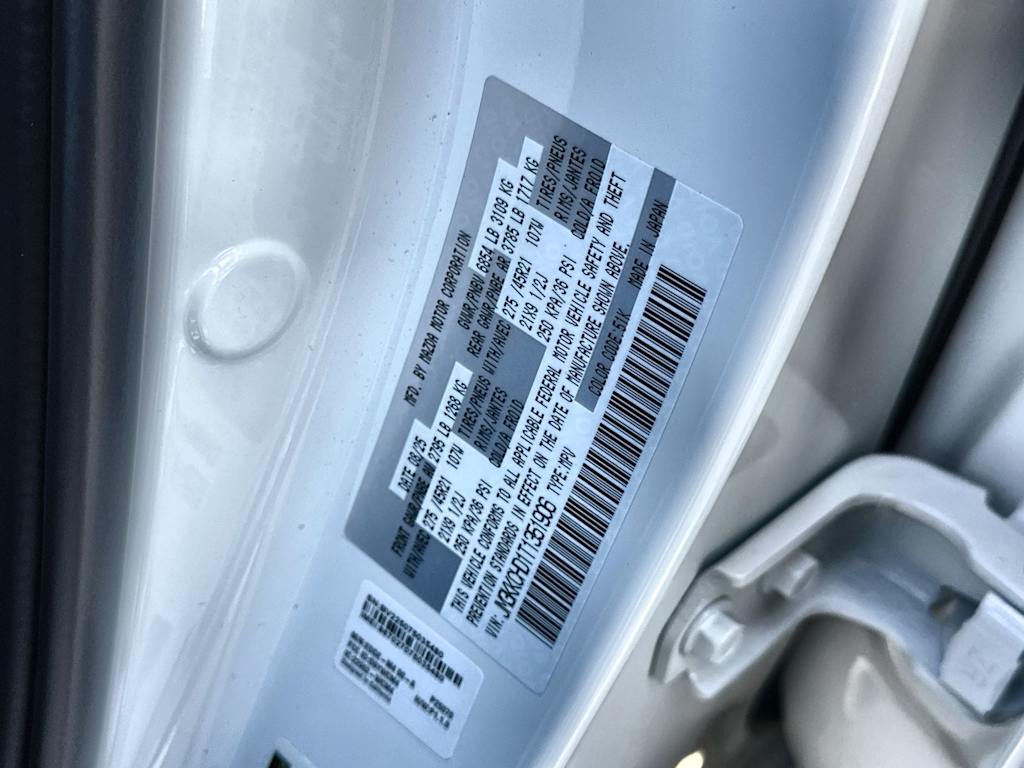 MFD. BY MAZDA MOTOR CORPORATION
DATE 08/25 GVWR/PNBV 6854 LB 3109 KG
FRONT GAWR/PNBE AV 2795 LB 1268 KG REAR GAWR/PNBE AR 3785 LB 1717 KG
WITH/AVEC 275 /45R21 107W TIRES/PNEUS WITH/AVEC 275 /45R21 107W TIRES/PNEUS
21X9 1/2J RIMS/JANTES 21X9 1/2J RIMS/JANTES
250 KPA/36 PSI COLD/A FROID 250 KPA/36 PSI COLD/A FROID
THIS VEHICLE CONFORMS TO ALL APPLICABLE FEDERAL MOTOR VEHICLE SAFETY AND THEFT
PREVENTION STANDARDS IN EFFECT ON THE DATE OF MANUFACTURE SHOWN ABOVE.
VIN: TYPE:MPV COLOR CODE:51K MADE IN JAPAN